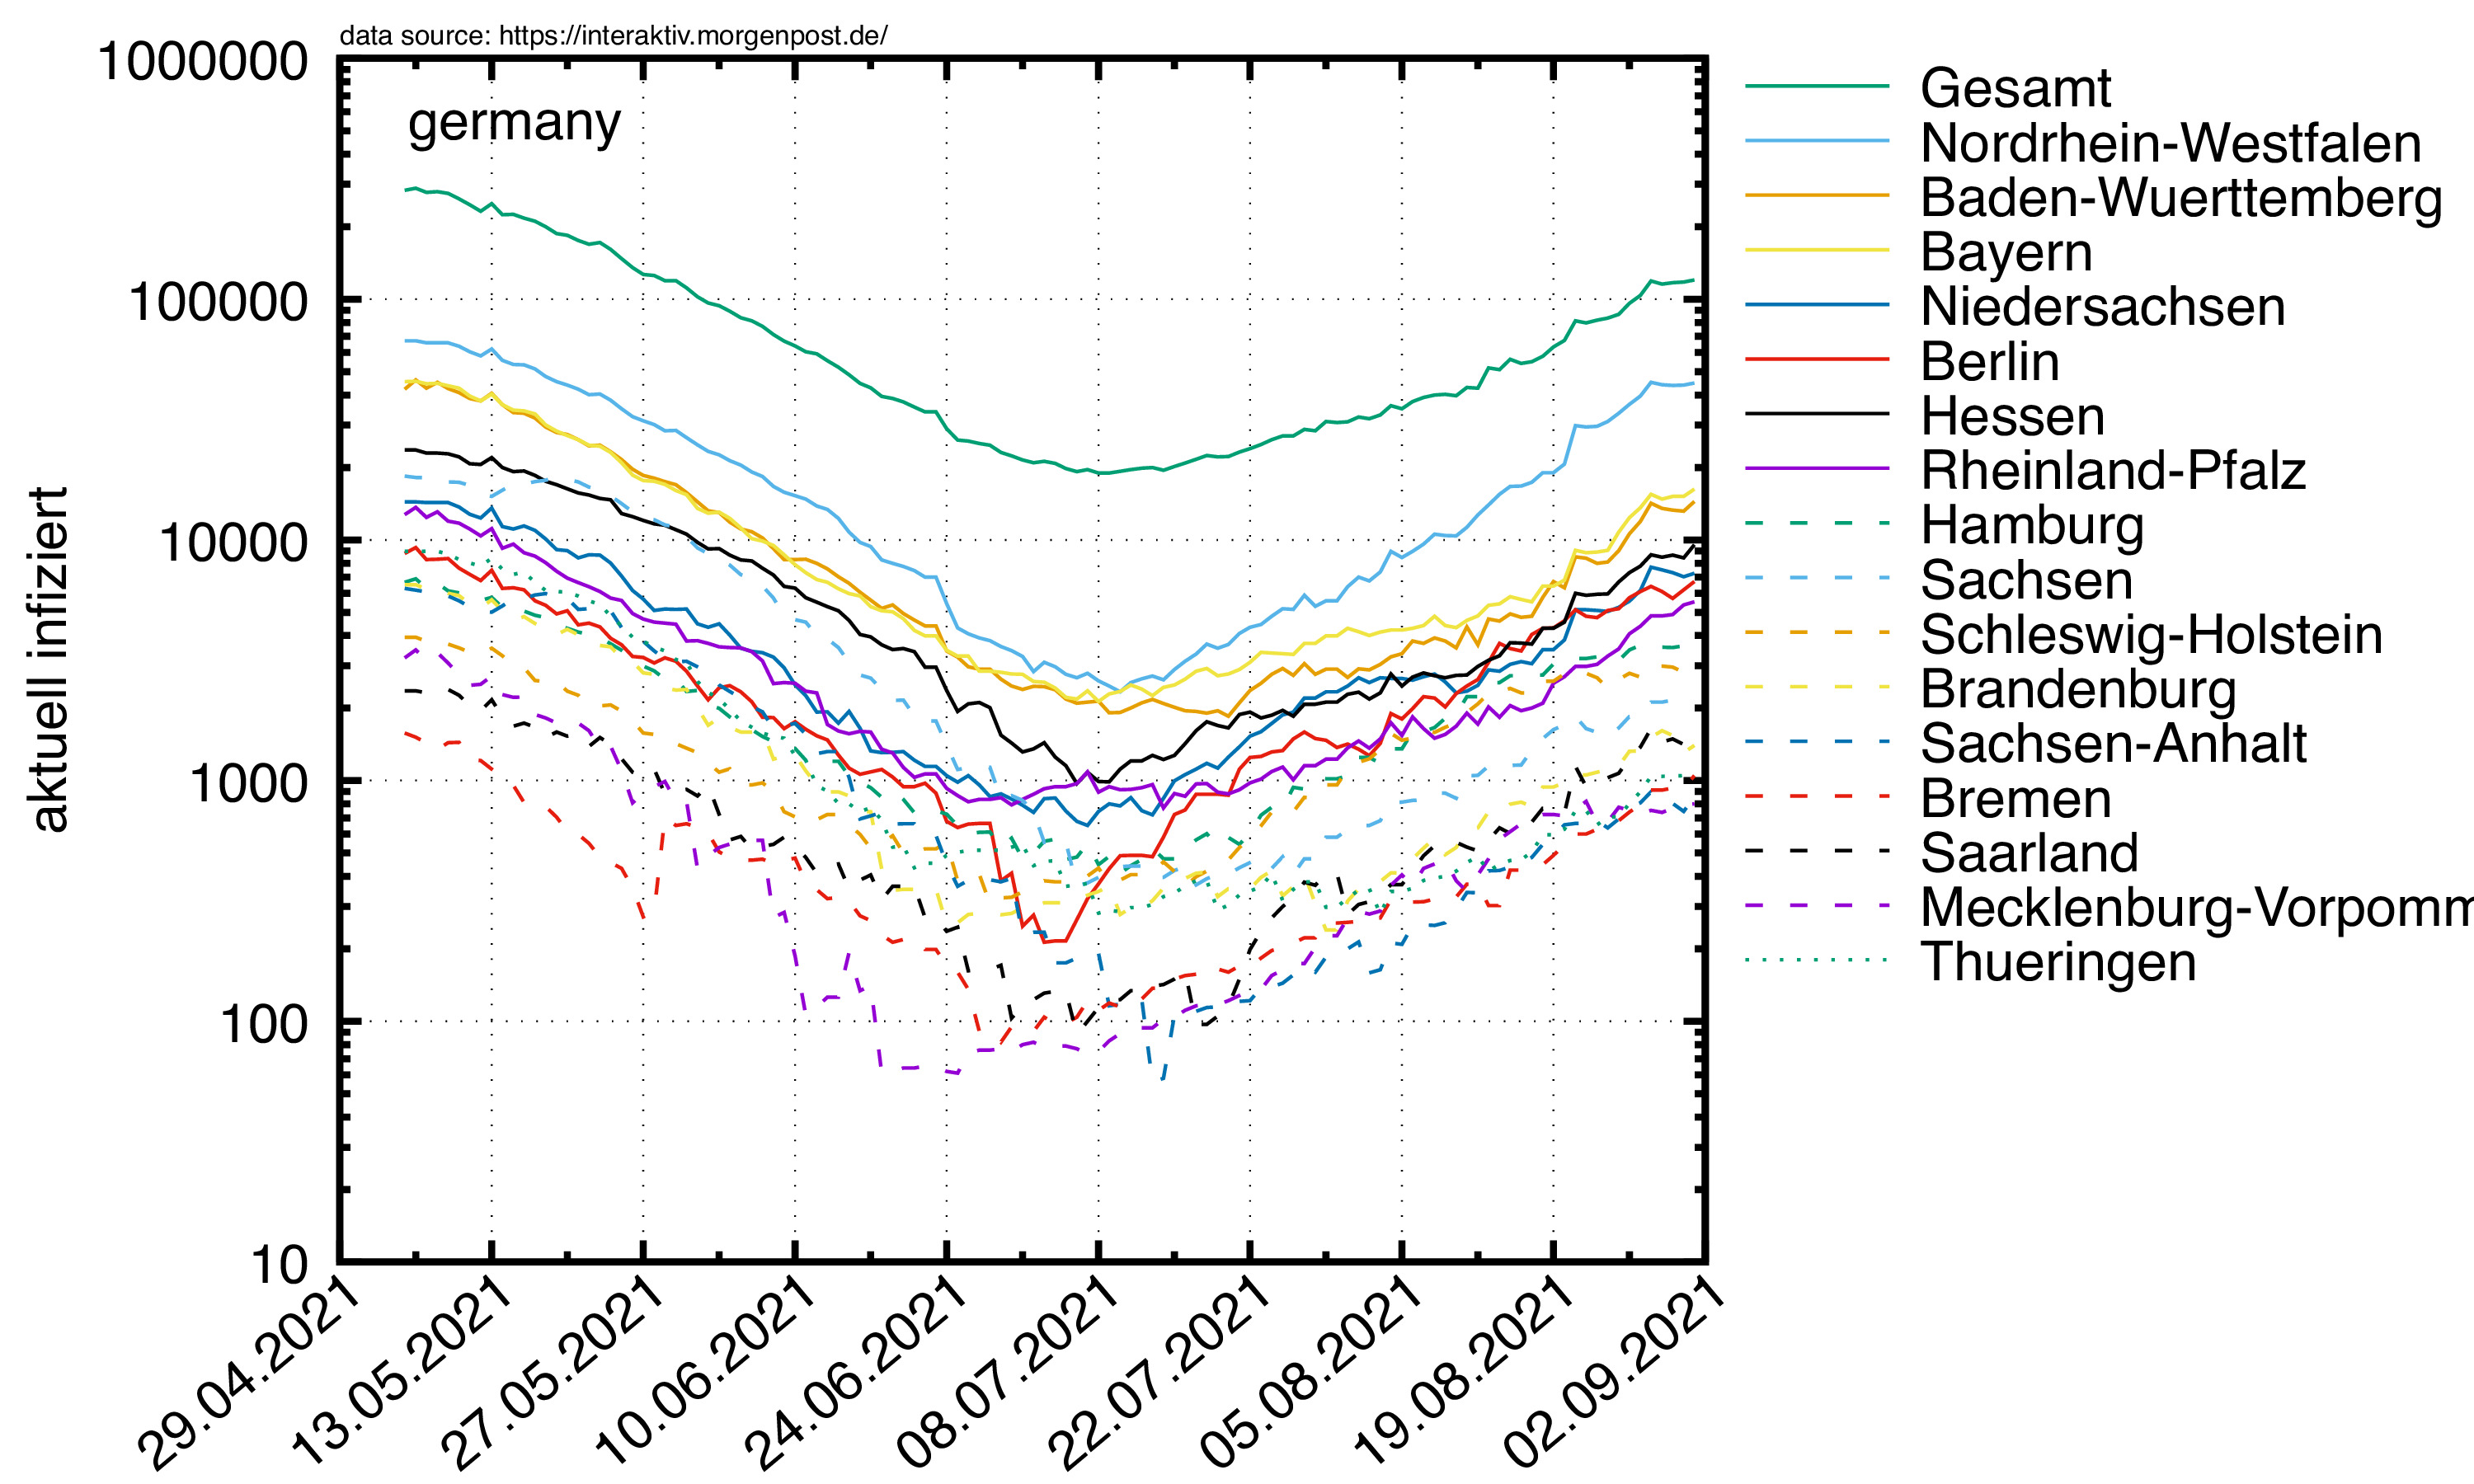 data source: https://interaktiv.morgenpost.de/
1000000
100000
10000
1000
100
10
aktuell infiziert
germany
29.04.2021
13.05.2021
27.05.2021
10.06.2021
24.06.2021
08.07.2021
22.07.2021
05.08.2021
19.08.2021
02.09.2021
Gesamt
Nordrhein-Westfalen
Baden-Wuerttemberg
Bayern
Niedersachsen
Berlin
Hessen
Rheinland-Pfalz
Hamburg
Sachsen
Schleswig-Holstein
Brandenburg
Sachsen-Anhalt
Bremen
Saarland
Mecklenburg-Vorpomm
Thueringen